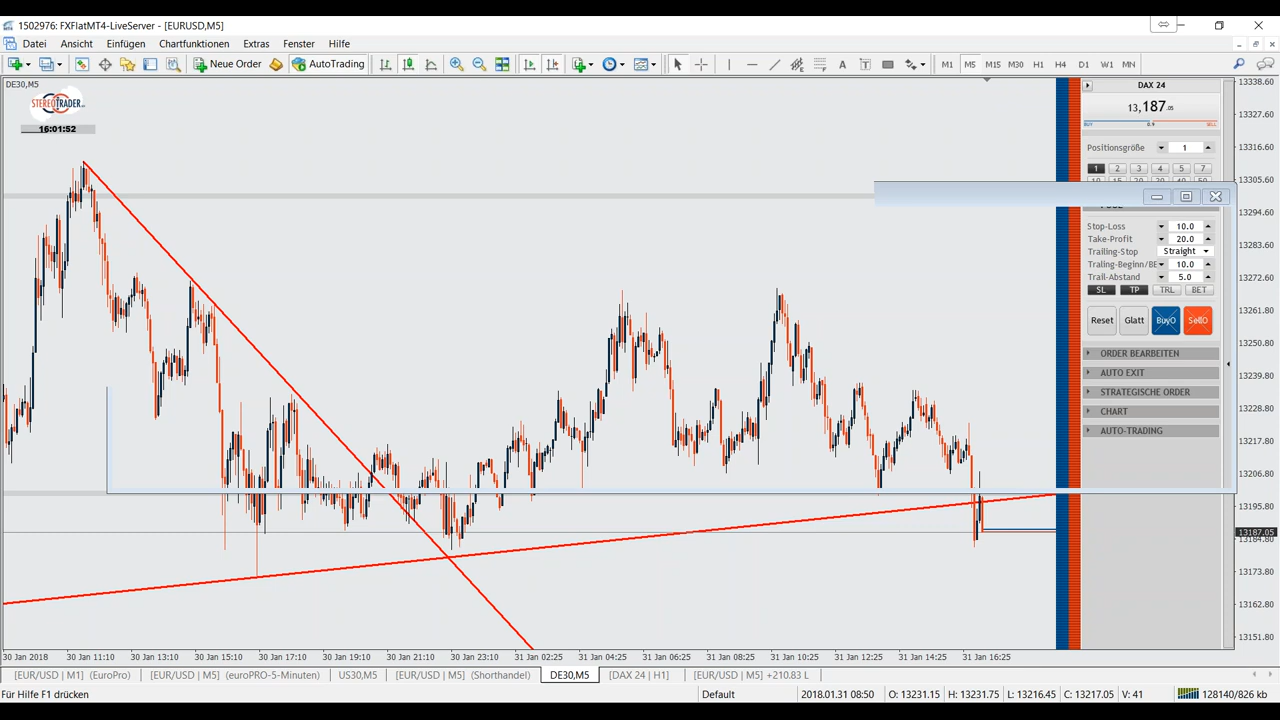 1502976: FXFlatMT4-LiveServer - [EURUSD,M5]
Datei Ansicht Einfügen Chartfunktionen Extras Fenster Hilfe
Neue Order AutoTrading A T M1 M5 M15 M30 H1 H4 D1 W1 MN
DE30,M5
STEREOTRADER
16:01:52
DAX 24
13,187.05
BUY 0.9 SELL
Positionsgröße 1
1 2 3 4 5 7
Stop-Loss 10.0
Take-Profit 20.0
Trailing-Stop Straight
Traling-Beginn/BE 10.0
Trail-Abstand 5.0
SL TP TRL BET
Reset Glatt BuyO SellO
ORDER BEARBEITEN
AUTO EXIT
STRATEGISCHE ORDER
CHART
AUTO-TRADING
13338.60
13327.60
13316.60
13305.60
13294.60
13283.60
13272.60
13261.80
13250.80
13239.80
13228.80
13217.80
13206.80
13195.80
13187.05
13184.80
13173.80
13162.80
13151.80
30 Jan 2018 30 Jan 11:10 30 Jan 13:10 30 Jan 15:10 30 Jan 17:10 30 Jan 19:10 30 Jan 21:10 30 Jan 23:10 31 Jan 02:25 31 Jan 04:25 31 Jan 06:25 31 Jan 08:25 31 Jan 10:25 31 Jan 12:25 31 Jan 14:25 31 Jan 16:25
[EUR/USD | M1] (EuroPro) [EUR/USD | M5] (euroPRO-5-Minuten) US30,M5 [EUR/USD | M5] (Shorthandel) DE30,M5 [DAX 24 | H1] [EUR/USD | M5] +210.83 L
Für Hilfe F1 drücken Default 2018.01.31 08:50 O: 13231.15 H: 13231.75 L: 13216.45 C: 13217.05 V: 41 128140/826 kb